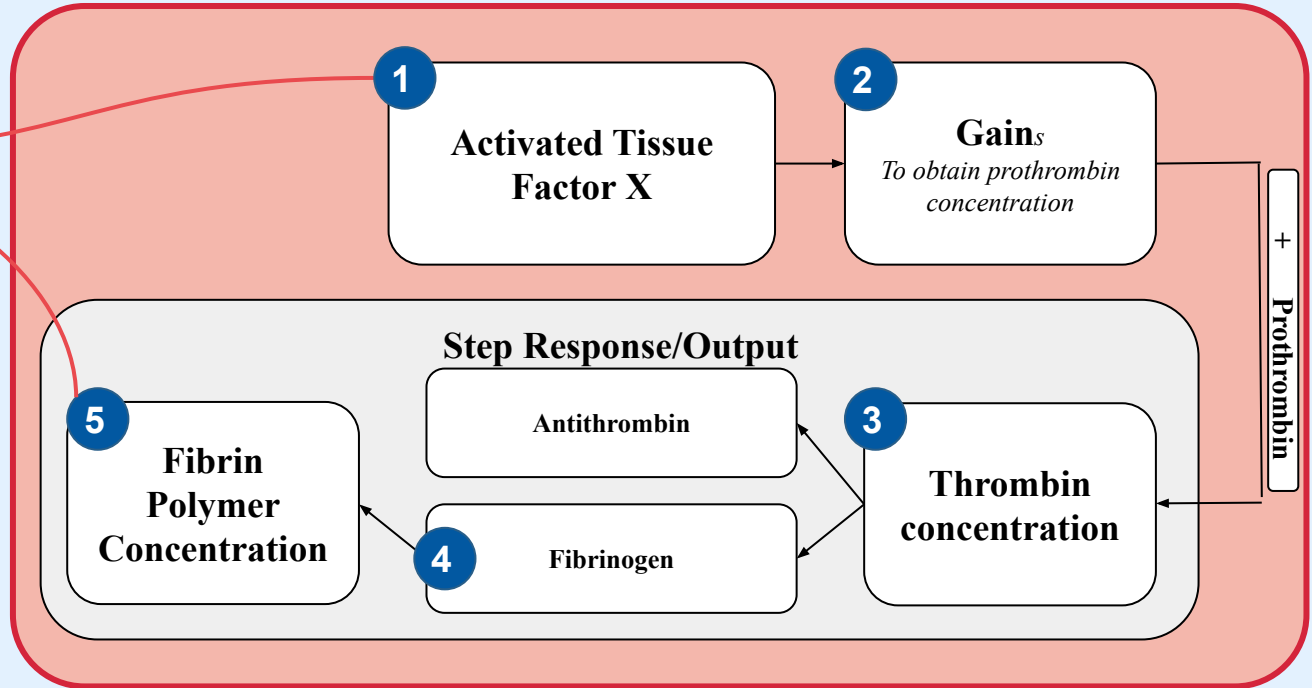 1
Activated Tissue
Factor X
2
Gains
To obtain prothrombin
concentration
+ Prothrombin
Step Response/Output
Antithrombin
3
Thrombin
concentration
4
Fibrinogen
5
Fibrin
Polymer
Concentration